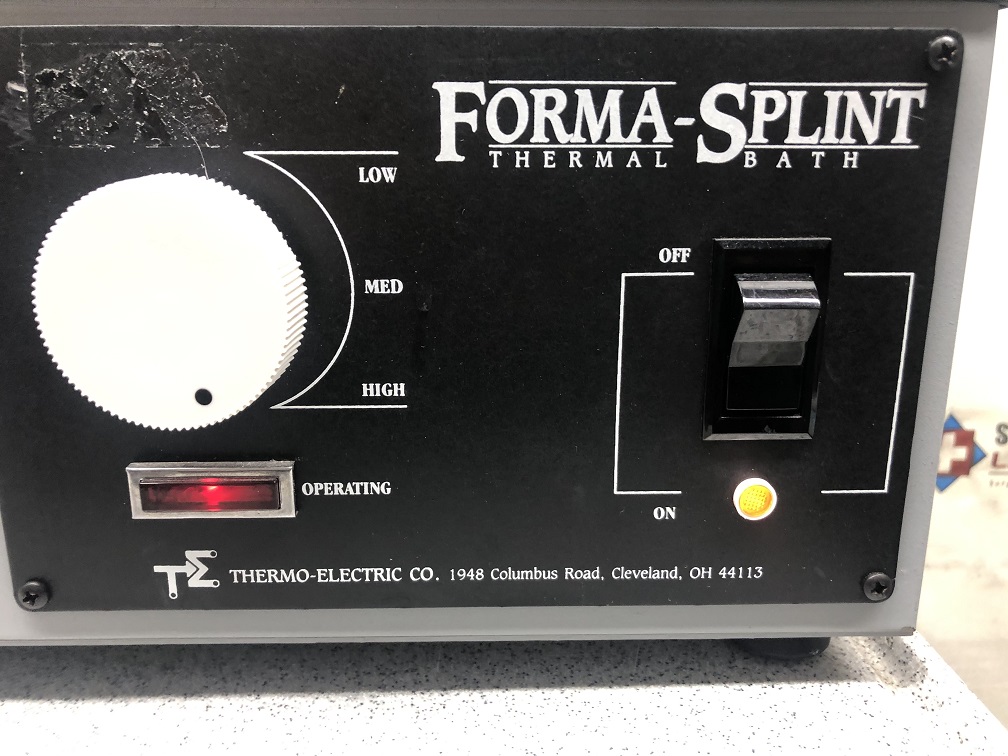 FORMA-SPLINT
THERMAL BATH
LOW
MED
HIGH
OFF
ON
OPERATING
TΣ THERMO-ELECTRIC CO. 1948 Columbus Road, Cleveland, OH 44113